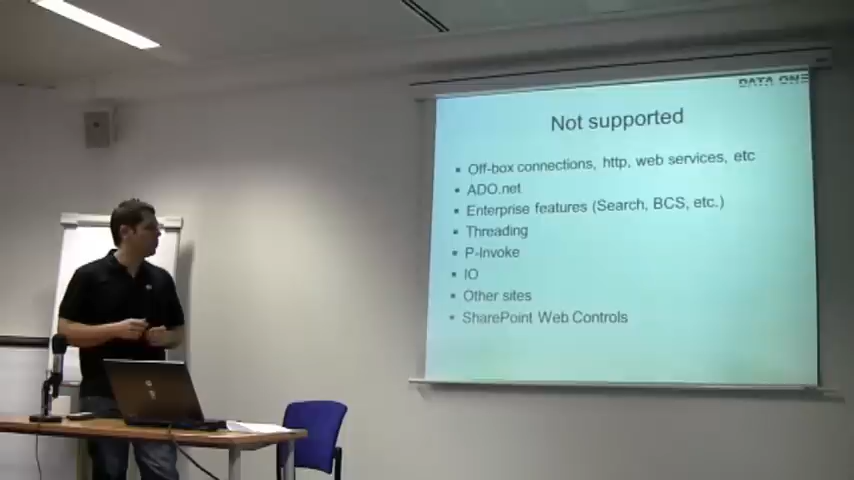 DATA ONE
Not supported
Off-box connections, http, web services, etc
ADO.net
Enterprise features (Search, BCS, etc.)
Threading
P-Invoke
IO
Other sites
SharePoint Web Controls